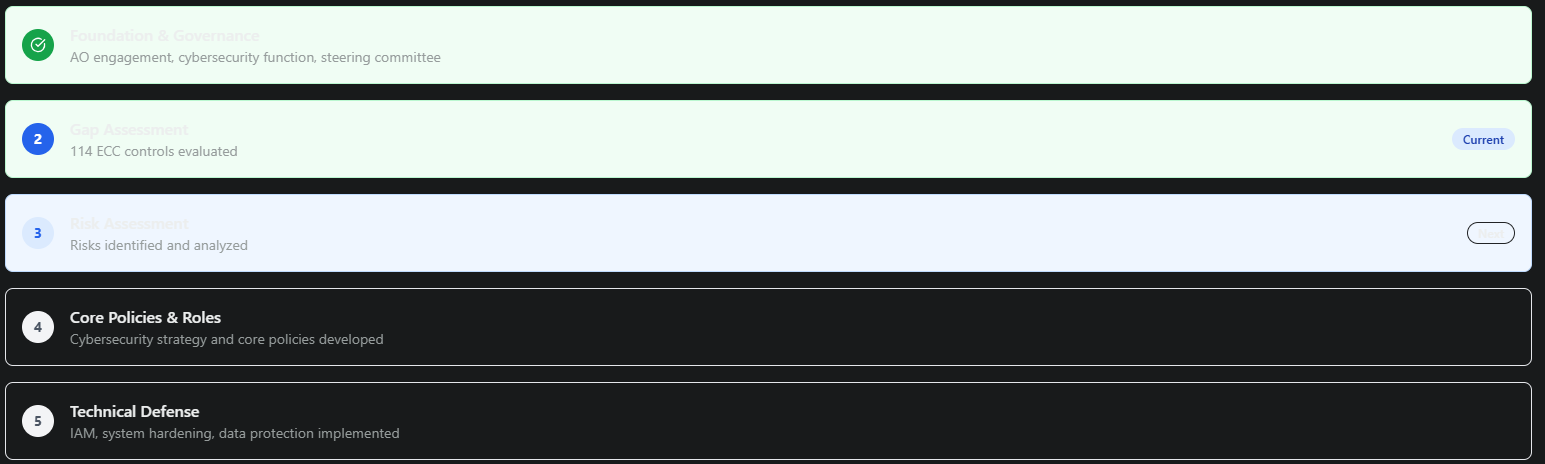 Foundation & Governance
AO engagement, cybersecurity function, steering committee
2
Gap Assessment
114 ECC controls evaluated
Current
3
Risk Assessment
Risks identified and analyzed
Next
4
Core Policies & Roles
Cybersecurity strategy and core policies developed
5
Technical Defense
IAM, system hardening, data protection implemented